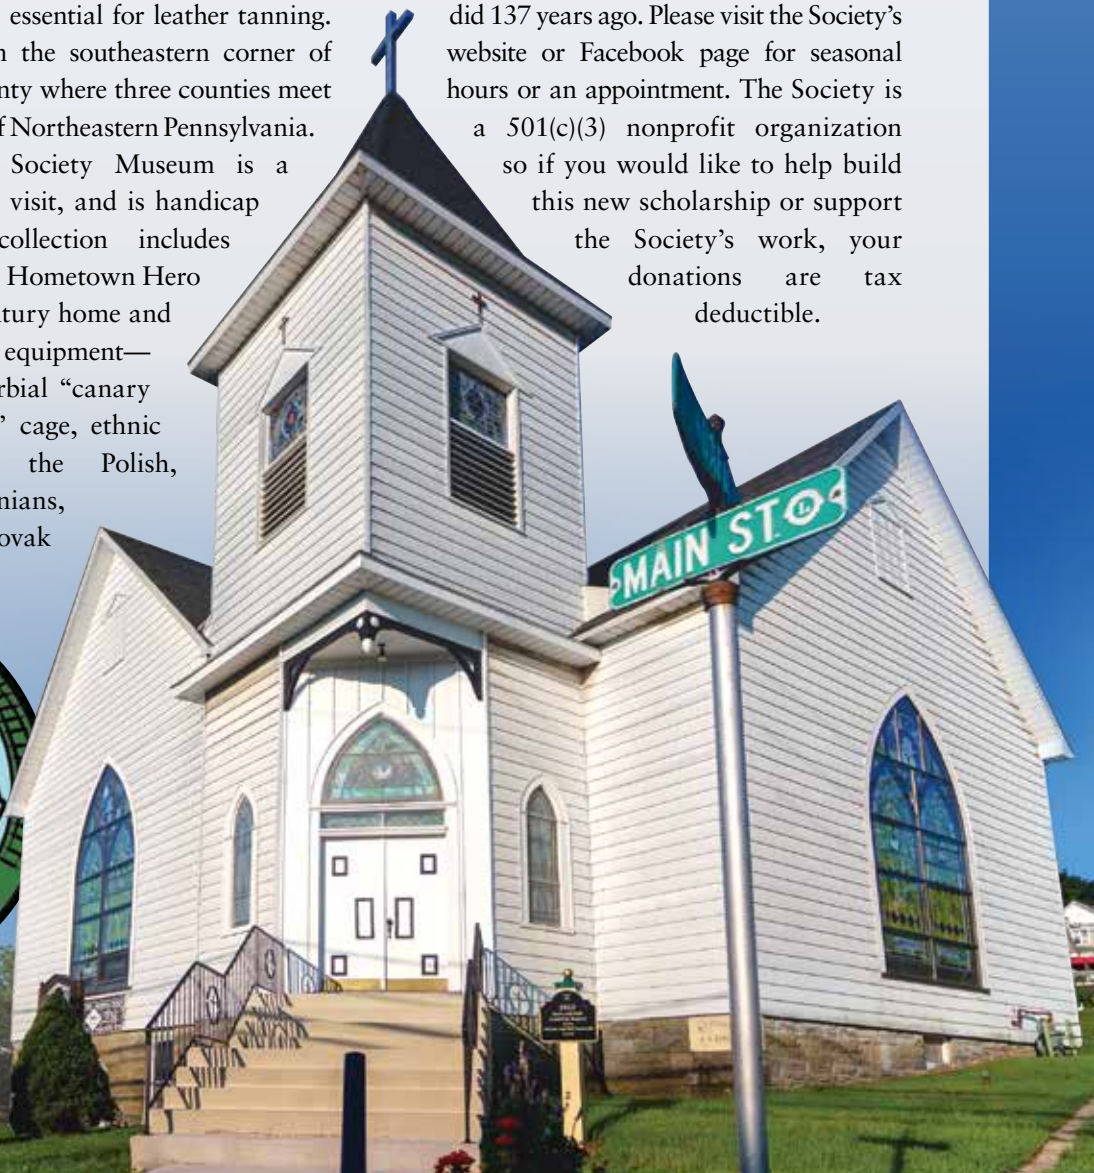 essential for leather tanning.
n the southeastern corner of
nty where three counties meet
f Northeastern Pennsylvania.
Society Museum is a
visit, and is handicap
collection includes
Hometown Hero
tury home and
equipment—
rbial “canary
” cage, ethnic
the Polish,
nians,
ovak
did 137 years ago. Please visit the Society’s
website or Facebook page for seasonal
hours or an appointment. The Society is
a 501(c)(3) nonprofit organization
so if you would like to help build
this new scholarship or support
the Society’s work, your
donations are tax
deductible.
MAIN ST. L